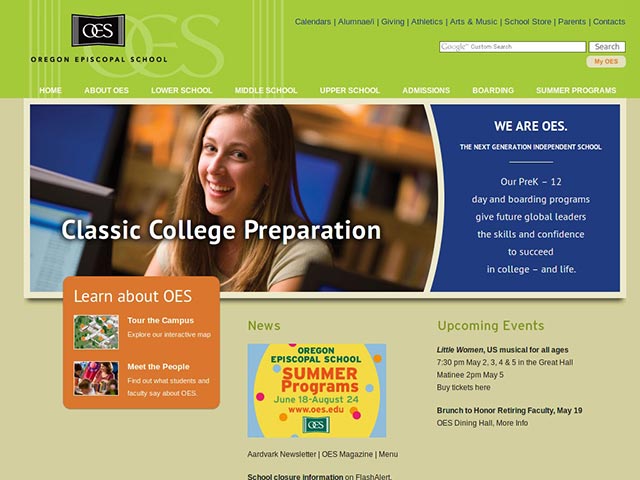 OES
OREGON EPISCOPAL SCHOOL
OES
Calendars | Alumnae/i | Giving | Athletics | Arts & Music | School Store | Parents | Contacts
Google™ Custom Search
Search
My OES
HOME ABOUT OES LOWER SCHOOL MIDDLE SCHOOL UPPER SCHOOL ADMISSIONS BOARDING SUMMER PROGRAMS
Classic College Preparation
WE ARE OES.
THE NEXT GENERATION INDEPENDENT SCHOOL
Our PreK – 12
day and boarding programs
give future global leaders
the skills and confidence
to succeed
in college – and life.
Learn about OES
Tour the Campus
Explore our interactive map
Meet the People
Find out what students and
faculty say about OES.
News
OREGON
EPISCOPAL SCHOOL
SUMMER
Programs
June 18-August 24
www.oes.edu
OES
Aardvark Newsletter | OES Magazine | Menu
School closure information on FlashAlert.
Upcoming Events
Little Women, US musical for all ages
7:30 pm May 2, 3, 4 & 5 in the Great Hall
Matinee 2pm May 5
Buy tickets here
Brunch to Honor Retiring Faculty, May 19
OES Dining Hall, More Info